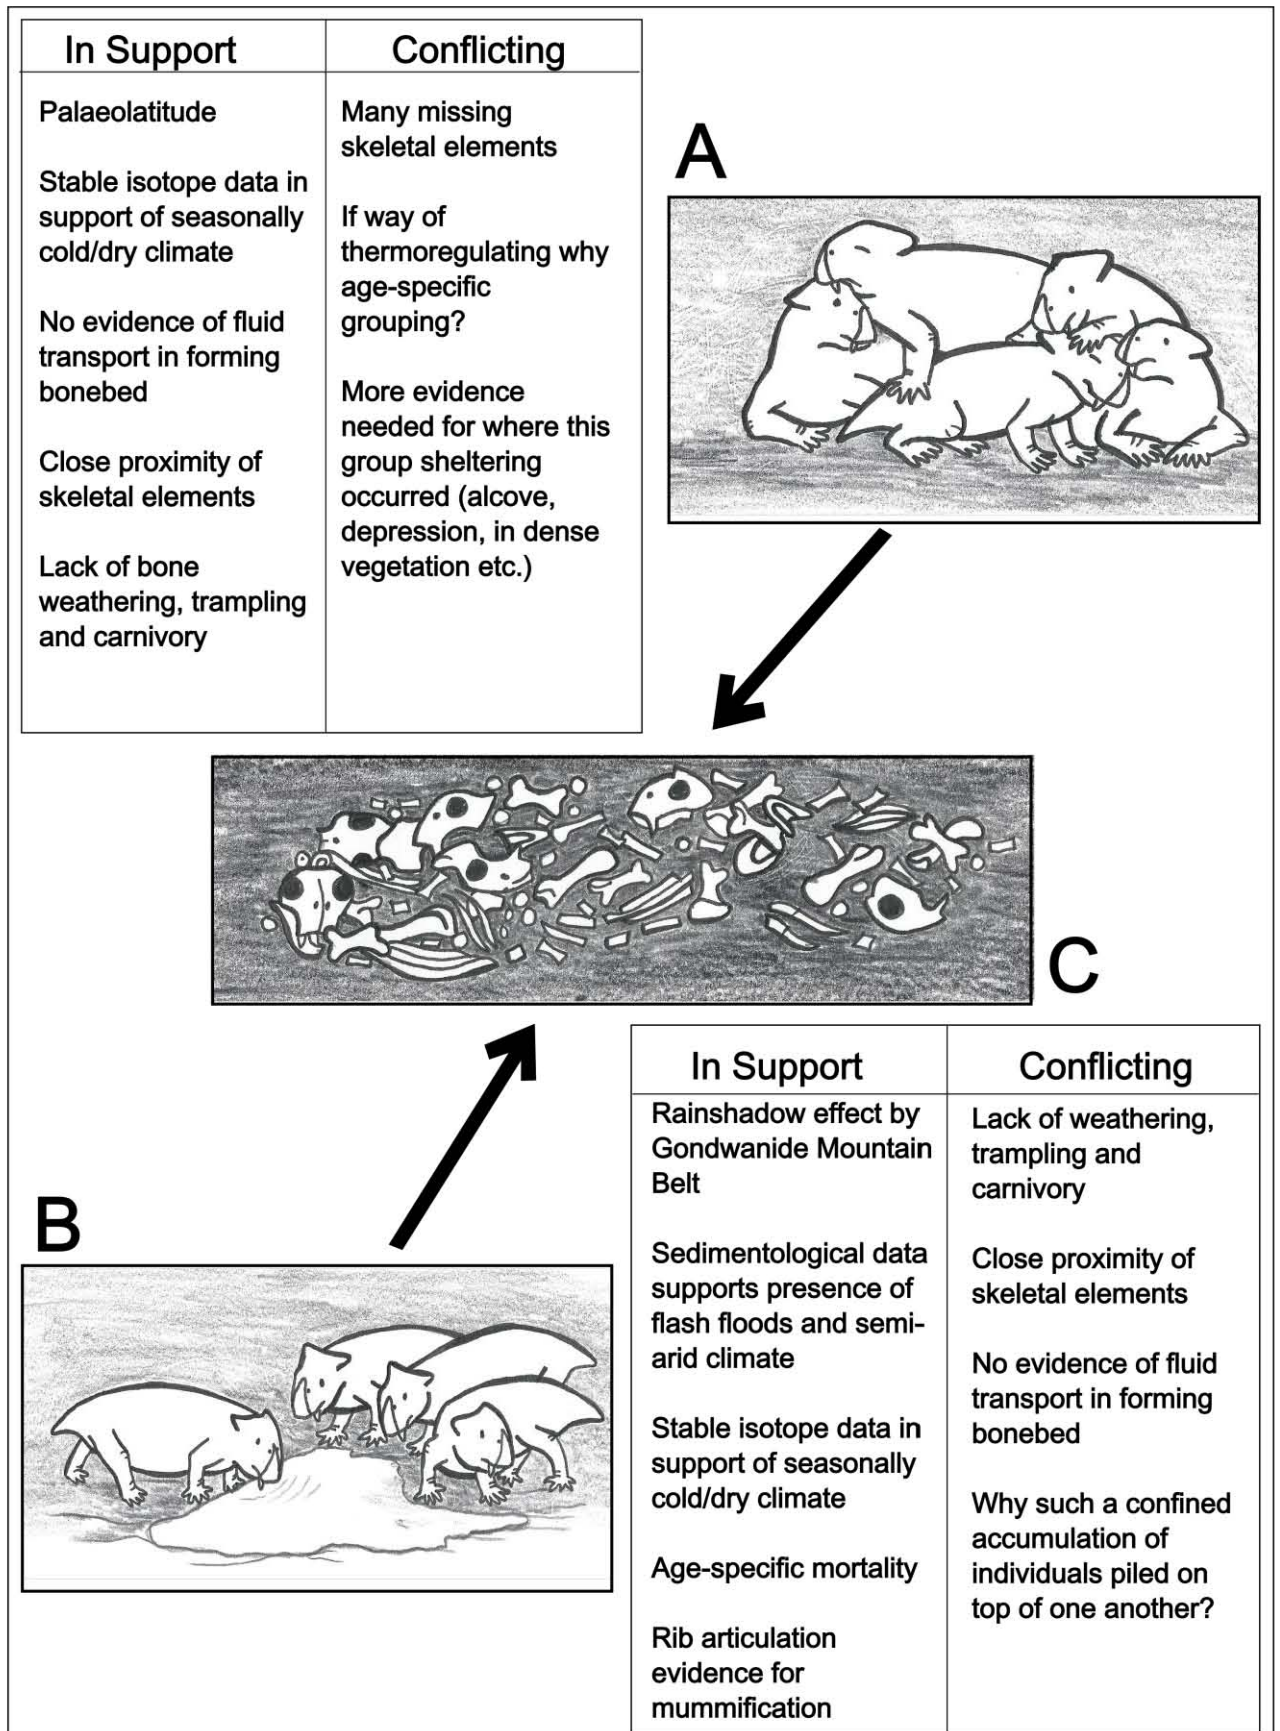 In Support
Conflicting
Palaeolatitude
Stable isotope data in
support of seasonally
cold/dry climate
No evidence of fluid
transport in forming
bonebed
Close proximity of
skeletal elements
Lack of bone
weathering, trampling
and carnivory
Many missing
skeletal elements
If way of
thermoregulating why
age-specific
grouping?
More evidence
needed for where this
group sheltering
occurred (alcove,
depression, in dense
vegetation etc.)
A
C
B
In Support
Conflicting
Rainshadow effect by
Gondwanide Mountain
Belt
Sedimentological data
supports presence of
flash floods and semi-
arid climate
Stable isotope data in
support of seasonally
cold/dry climate
Age-specific mortality
Rib articulation
evidence for
mummification
Lack of weathering,
trampling and
carnivory
Close proximity of
skeletal elements
No evidence of fluid
transport in forming
bonebed
Why such a confined
accumulation of
individuals piled on
top of one another?